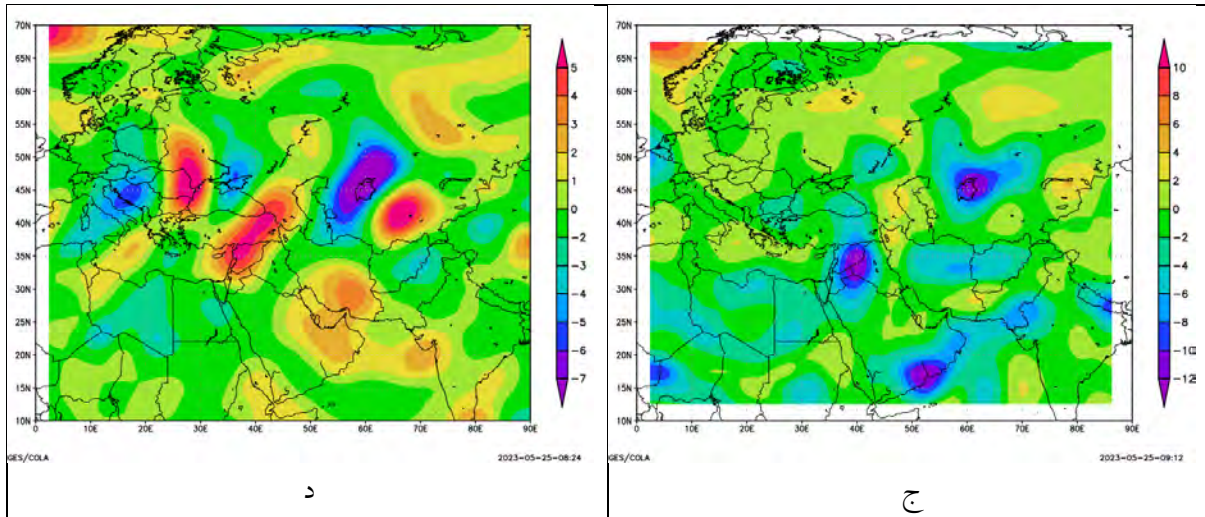 70N
65N
60N
55N
50N
45N
40N
35N
30N
25N
20N
15N
10N
0
10E
20E
30E
40E
50E
60E
70E
80E
90E
5
4
3
2
1
0
-2
-3
-4
-5
-6
-7
GES/COLA
2023-05-25-08:24
د
70N
65N
60N
55N
50N
45N
40N
35N
30N
25N
20N
15N
10N
0
10E
20E
30E
40E
50E
60E
70E
80E
90E
10
8
6
4
2
0
-2
-4
-6
-8
-10
-12
GES/COLA
2023-05-25-09:12
ج